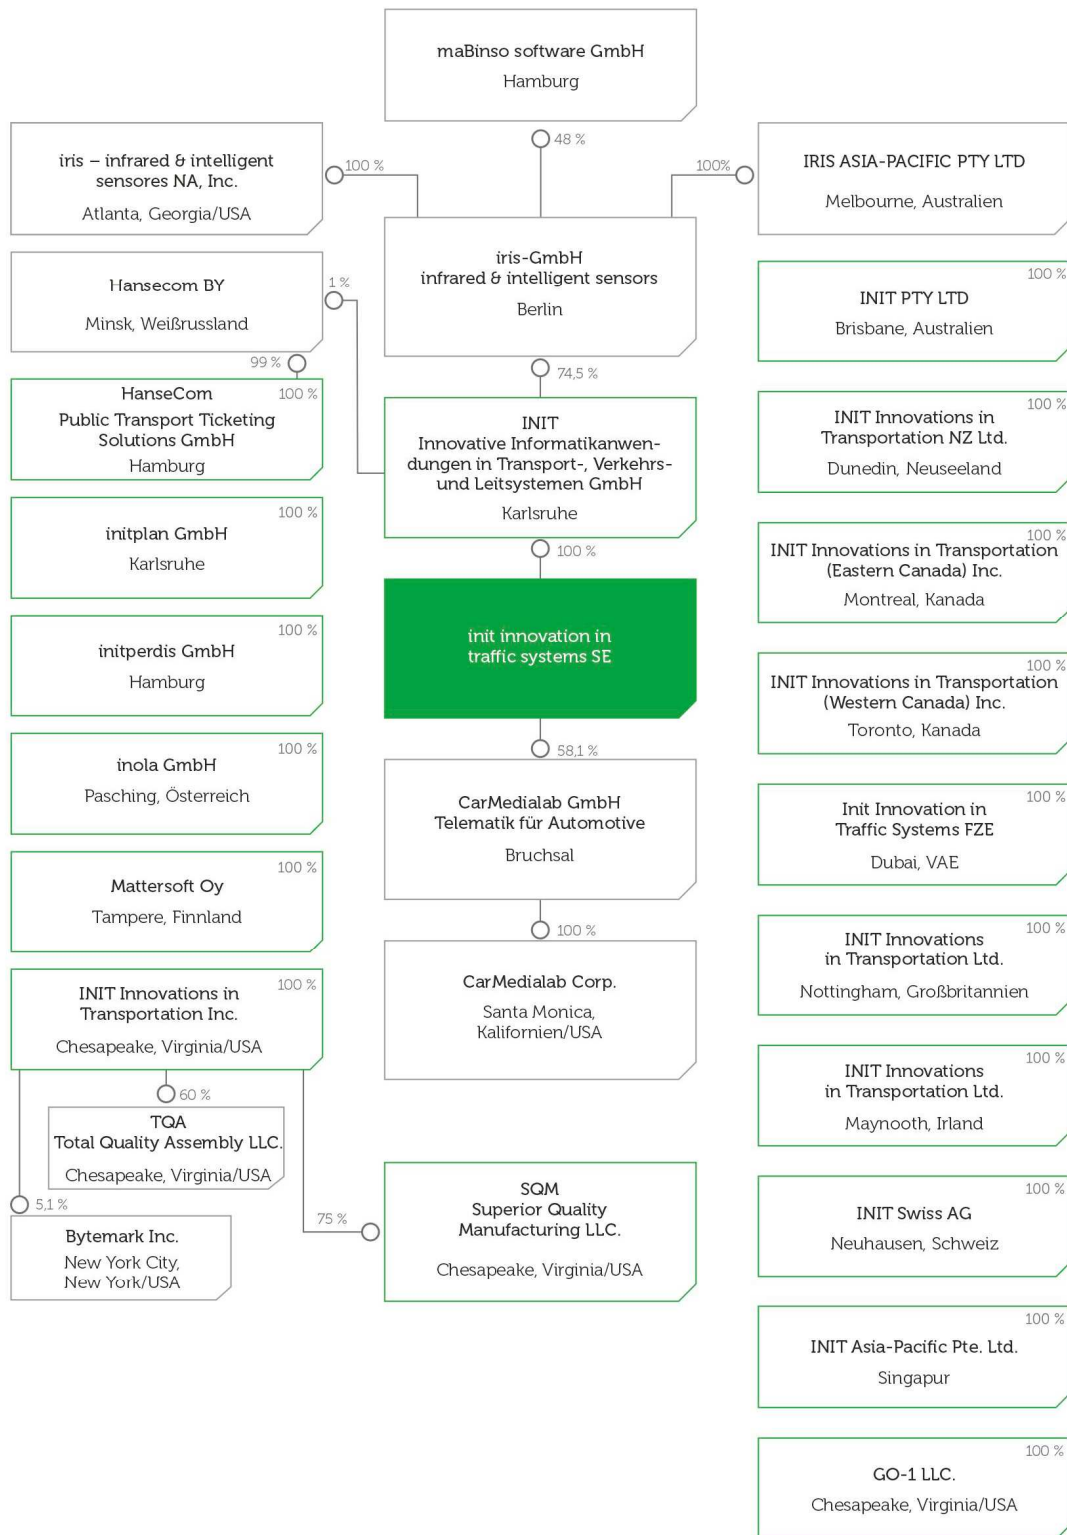 maBinso software GmbH
Hamburg
48 %
iris – infrared & intelligent
sensores NA, Inc.
Atlanta, Georgia/USA
100 %
100%
IRIS ASIA-PACIFIC PTY LTD
Melbourne, Australien
iris-GmbH
infrared & intelligent sensors
Berlin
74,5 %
Hansecom BY
Minsk, Weißrussland
1 %
99 %
HanseCom
100 %
Public Transport Ticketing
Solutions GmbH
Hamburg
INIT
Innovative Informatikanwen-
dungen in Transport-, Verkehrs-
und Leitsystemen GmbH
Karlsruhe
100 %
init innovation in
traffic systems SE
58,1 %
CarMedialab GmbH
Telematik für Automotive
Bruchsal
100 %
CarMedialab Corp.
Santa Monica,
Kalifornien/USA
100 %
initplan GmbH
Karlsruhe
100 %
initperdis GmbH
Hamburg
100 %
inola GmbH
Pasching, Österreich
100 %
Mattersoft Oy
Tampere, Finnland
100 %
INIT Innovations in
Transportation Inc.
Chesapeake, Virginia/USA
60 %
TQA
Total Quality Assembly LLC.
Chesapeake, Virginia/USA
5,1 %
Bytemark Inc.
New York City,
New York/USA
75 %
SQM
Superior Quality
Manufacturing LLC.
Chesapeake, Virginia/USA
100 %
INIT PTY LTD
Brisbane, Australien
100 %
INIT Innovations in
Transportation NZ Ltd.
Dunedin, Neuseeland
100 %
INIT Innovations in Transportation
(Eastern Canada) Inc.
Montreal, Kanada
100 %
INIT Innovations in Transportation
(Western Canada) Inc.
Toronto, Kanada
100 %
Init Innovation in
Traffic Systems FZE
Dubai, VAE
100 %
INIT Innovations
in Transportation Ltd.
Nottingham, Großbritannien
100 %
INIT Innovations
in Transportation Ltd.
Maynooth, Irland
100 %
INIT Swiss AG
Neuhausen, Schweiz
100 %
INIT Asia-Pacific Pte. Ltd.
Singapur
100 %
GO-1 LLC.
Chesapeake, Virginia/USA